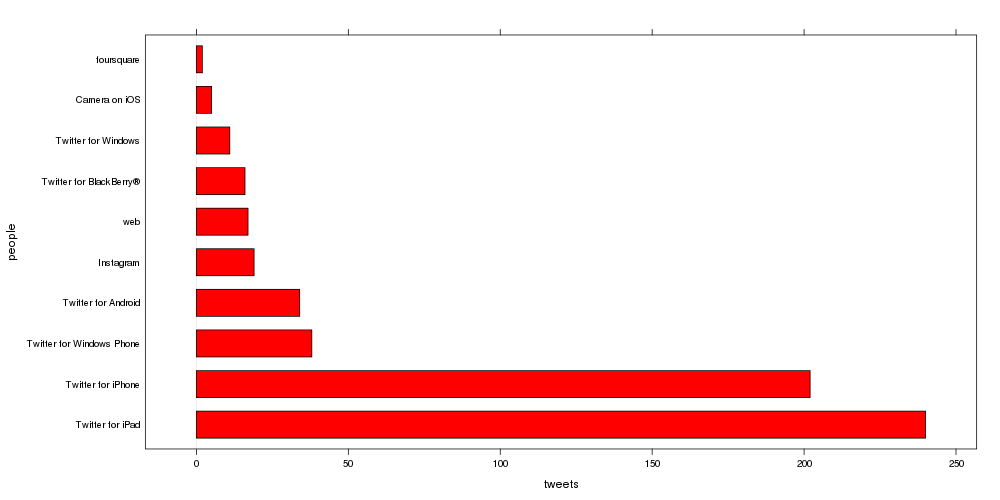 foursquare
Camera on iOS
Twitter for Windows
Twitter for BlackBerry®
web
people
Instagram
Twitter for Android
Twitter for Windows Phone
Twitter for iPhone
Twitter for iPad
0 50 100 150 200 250
tweets